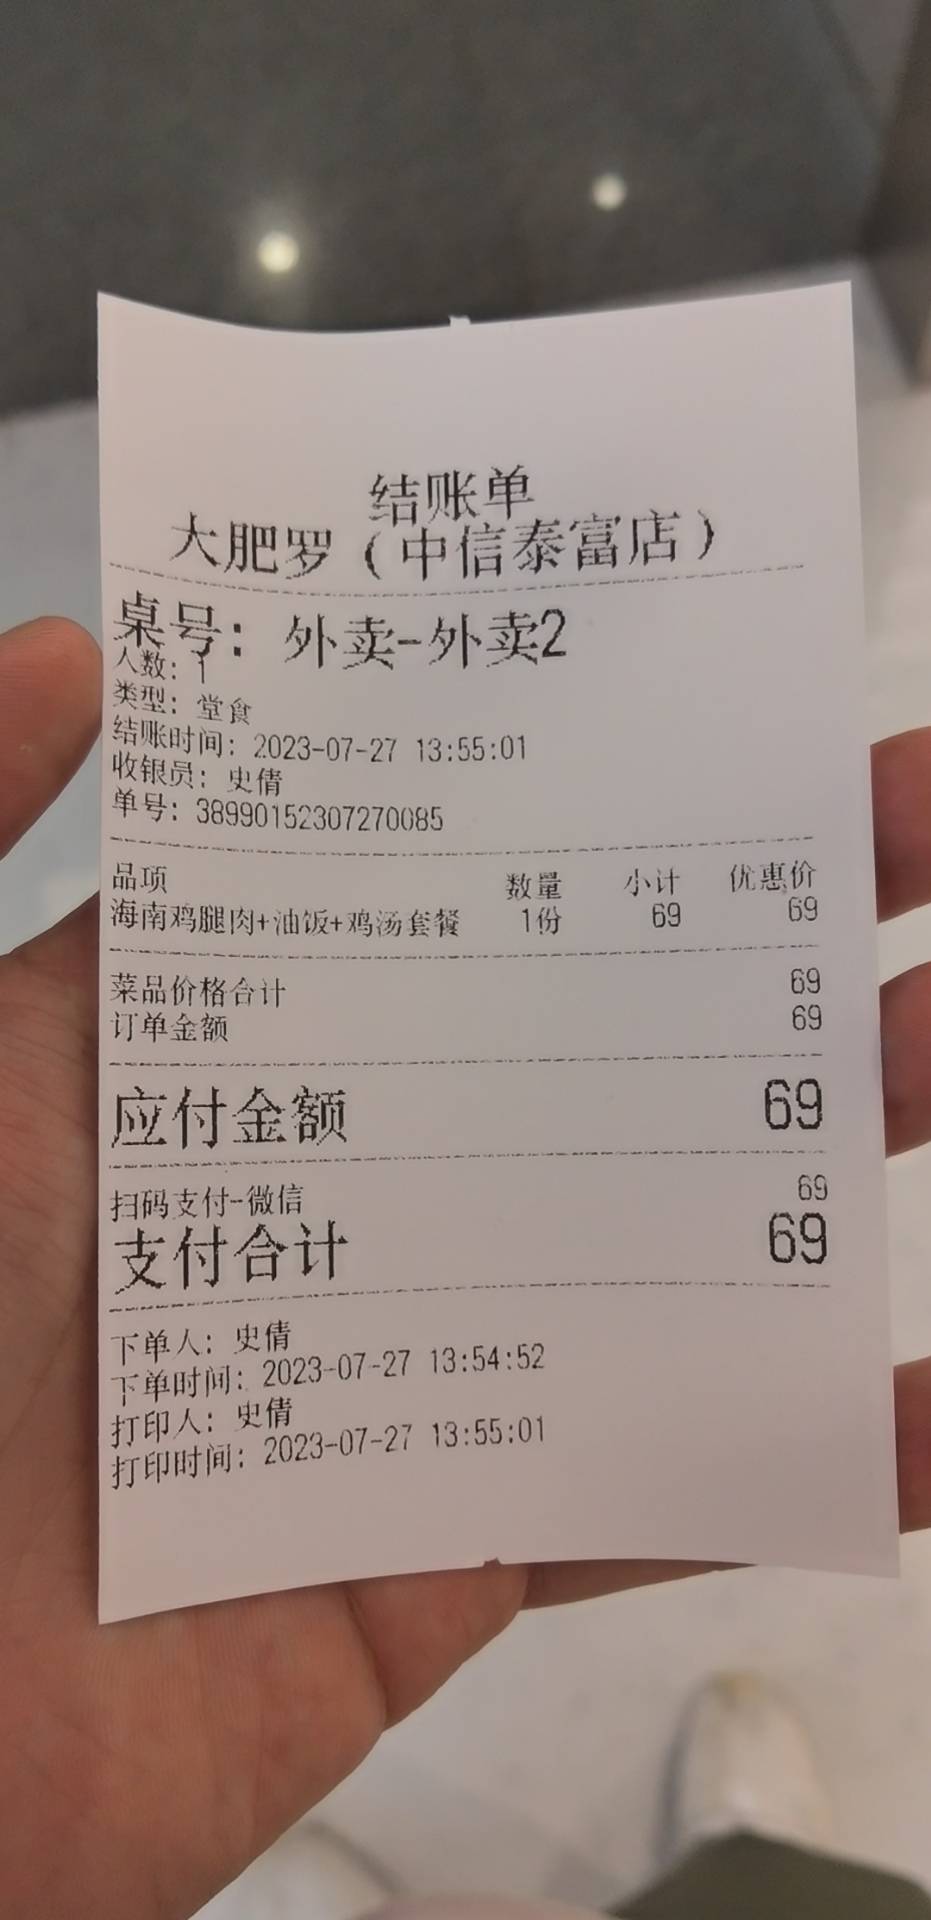 结账单
大肥罗（中信泰富店）
桌号：外卖-外卖2
人数：1
类型：堂食
结账时间：2023-07-27 13:55:01
收银员：史倩
单号：38990152307270085
品项 数量 小计 优惠价
海南鸡腿肉+油饭+鸡汤套餐 1份 69 69
菜品价格合计 69
订单金额 69
应付金额 69
扫码支付-微信 69
支付合计 69
下单人：史倩
下单时间：2023-07-27 13:54:52
打印人：史倩
打印时间：2023-07-27 13:55:01